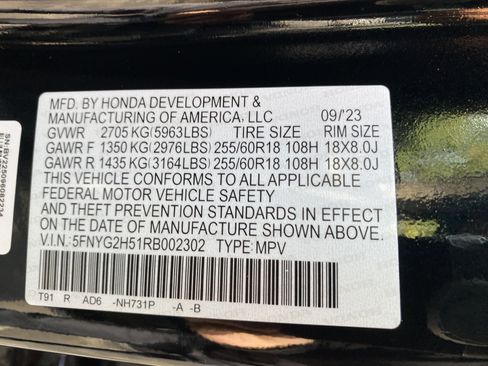 MFD. BY HONDA DEVELOPMENT &
MANUFACTURING OF AMERICA, LLC 09/'23
GVWR 2705 KG(5963LBS) TIRE SIZE RIM SIZE
GAWR F 1350 KG(2976LBS) 255/60R18 108H 18X8.0J
GAWR R 1435 KG(3164LBS) 255/60R18 108H 18X8.0J
THIS VEHICLE CONFORMS TO ALL APPLICABLE
FEDERAL MOTOR VEHICLE SAFETY
AND THEFT PREVENTION STANDARDS IN EFFECT
ON THE DATE OF MANUFACTURE SHOWN ABOVE.
V.I.N.: 5FNYG2H51RB002302 TYPE: MPV
T91 R AD6 -NH731P -A -B